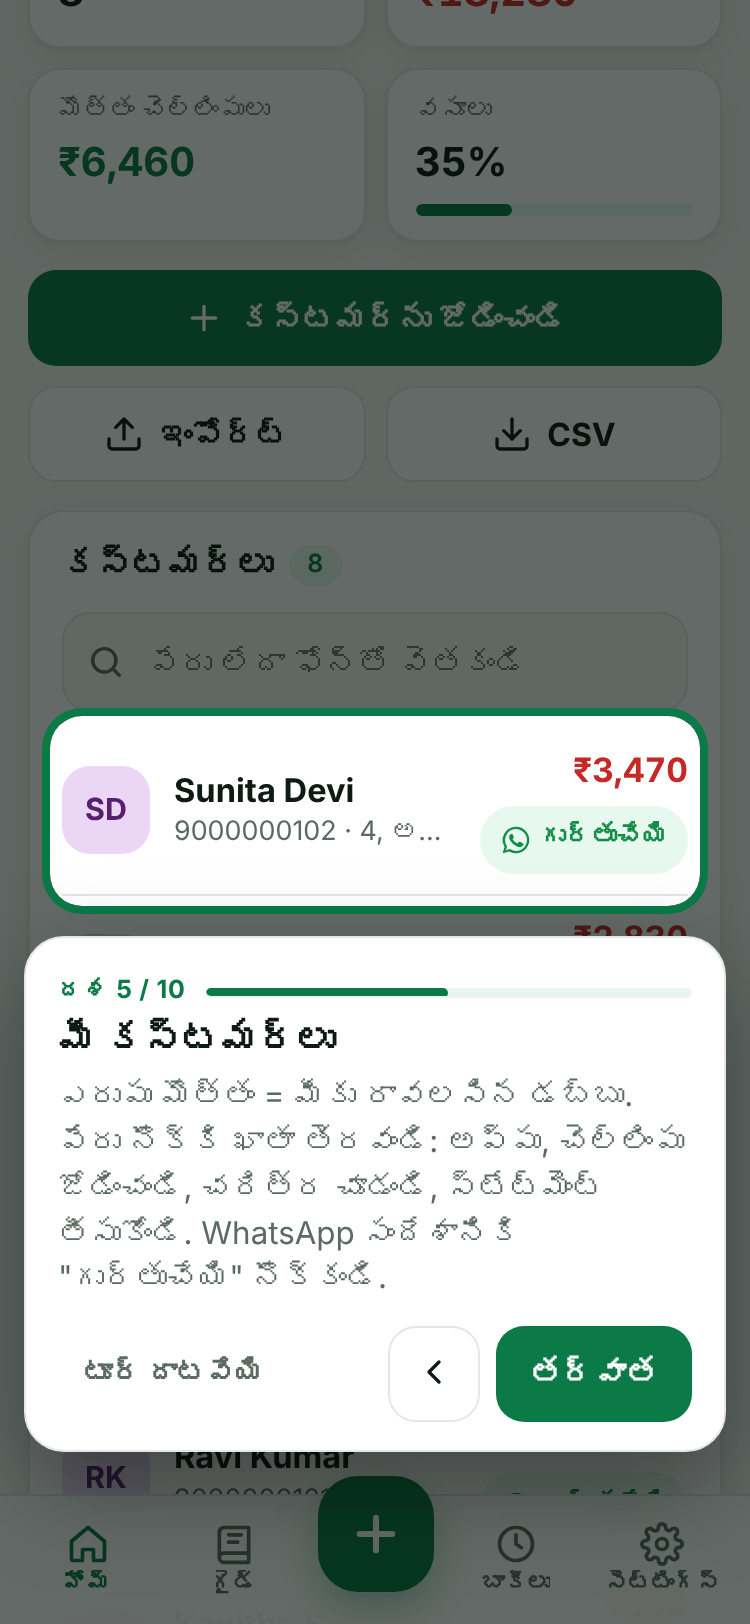 మొత్తం చెల్లింపులు
వసూలు
₹6,460
35%
కస్టమర్‌ను జోడించండి
ఇంపోర్ట్
CSV
కస్టమర్‌లు 8
పేరు లేదా ఫోన్‌తో వెతకండి
₹3,470
SD
Sunita Devi
9000000102 · 4, అ...
గుర్తుచేయి
దశ 5 / 10
మీ కస్టమర్‌లు
ఎరుపు మొత్తం = మీకు రావలసిన డబ్బు.
పేరు నొక్కి ఖాతా తెరవండి: అప్పు, చెల్లింపు
జోడించండి, చరిత్ర చూడండి, స్టేట్‌మెంట్
తీసుకోండి. WhatsApp సందేశానికి
"గుర్తుచేయి" నొక్కండి.
టూర్ దాటవేయి
తర్వాత
RK
Ravi Kumar
హోమ్
గైడ్
బాకీలు
సెట్టింగ్స్